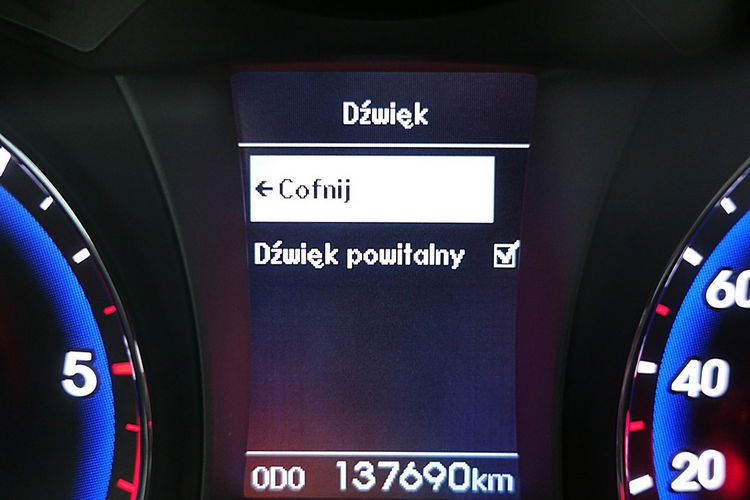 Dźwięk
← Cofnij
Dźwięk powitalny
5
60
40
20
ODO 137690km